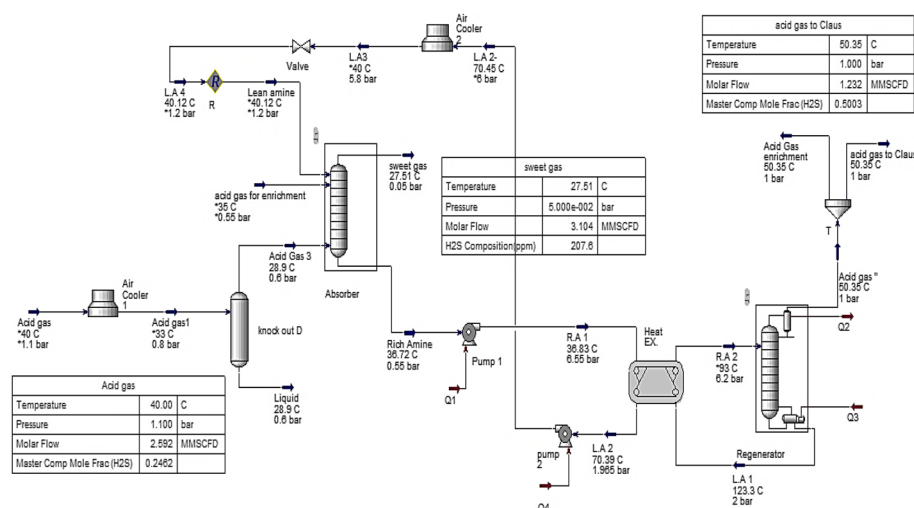 acid gas to Claus
Temperature 50.35 C
Pressure 1.000 bar
Molar Flow 1.232 MMSCFD
Master Comp Mole Frac (H2S) 0.5003
Air
Cooler
2
Valve
L.A3
*40 C
5.8 bar
L.A 2-
70.45 C
*6 bar
L.A 4
40.12 C
*1.2 bar
R
R
Lean amine
*40.12 C
*1.2 bar
sweet gas
27.51 C
0.05 bar
acid gas for enrichment
*35 C
*0.55 bar
sweet gas
Temperature 27.51 C
Pressure 5.000e-002 bar
Molar Flow 3.104 MMSCFD
H2S Composition(ppm) 207.6
Acid Gas
enrichment
50.35 C
1 bar
acid gas to Claus
50.35 C
1 bar
T
Acid gas "
50.35 C
1 bar
Acid Gas 3
28.9 C
0.6 bar
Absorber
Air
Cooler
1
Acid gas
*40 C
*1.1 bar
Acid gas1
*33 C
0.8 bar
knock out D
Rich Amine
36.72 C
0.55 bar
Pump 1
Q1
R.A 1
36.83 C
6.55 bar
Heat
EX.
R.A 2
*93 C
6.2 bar
Q2
Q3
Liquid
28.9 C
0.6 bar
Acid gas
Temperature 40.00 C
Pressure 1.100 bar
Molar Flow 2.592 MMSCFD
Master Comp Mole Frac (H2S) 0.2462
pump
2
Q4
L.A 2
70.39 C
1.965 bar
Regenerator
L.A 1
123.3 C
2 bar